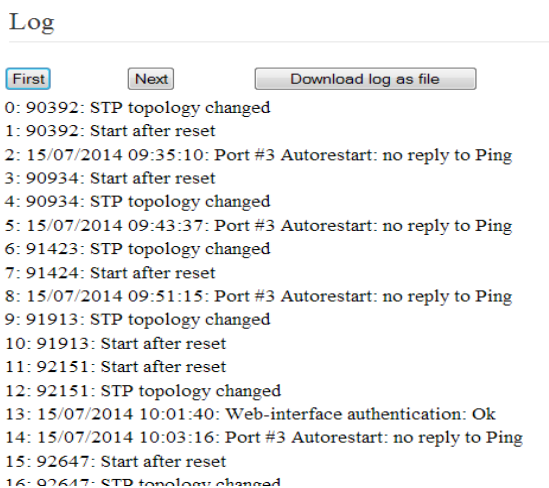 Log
First Next Download log as file
0: 90392: STP topology changed
1: 90392: Start after reset
2: 15/07/2014 09:35:10: Port #3 Autorestart: no reply to Ping
3: 90934: Start after reset
4: 90934: STP topology changed
5: 15/07/2014 09:43:37: Port #3 Autorestart: no reply to Ping
6: 91423: STP topology changed
7: 91424: Start after reset
8: 15/07/2014 09:51:15: Port #3 Autorestart: no reply to Ping
9: 91913: STP topology changed
10: 91913: Start after reset
11: 92151: Start after reset
12: 92151: STP topology changed
13: 15/07/2014 10:01:40: Web-interface authentication: Ok
14: 15/07/2014 10:03:16: Port #3 Autorestart: no reply to Ping
15: 92647: Start after reset
16: 92647: STP topology changed